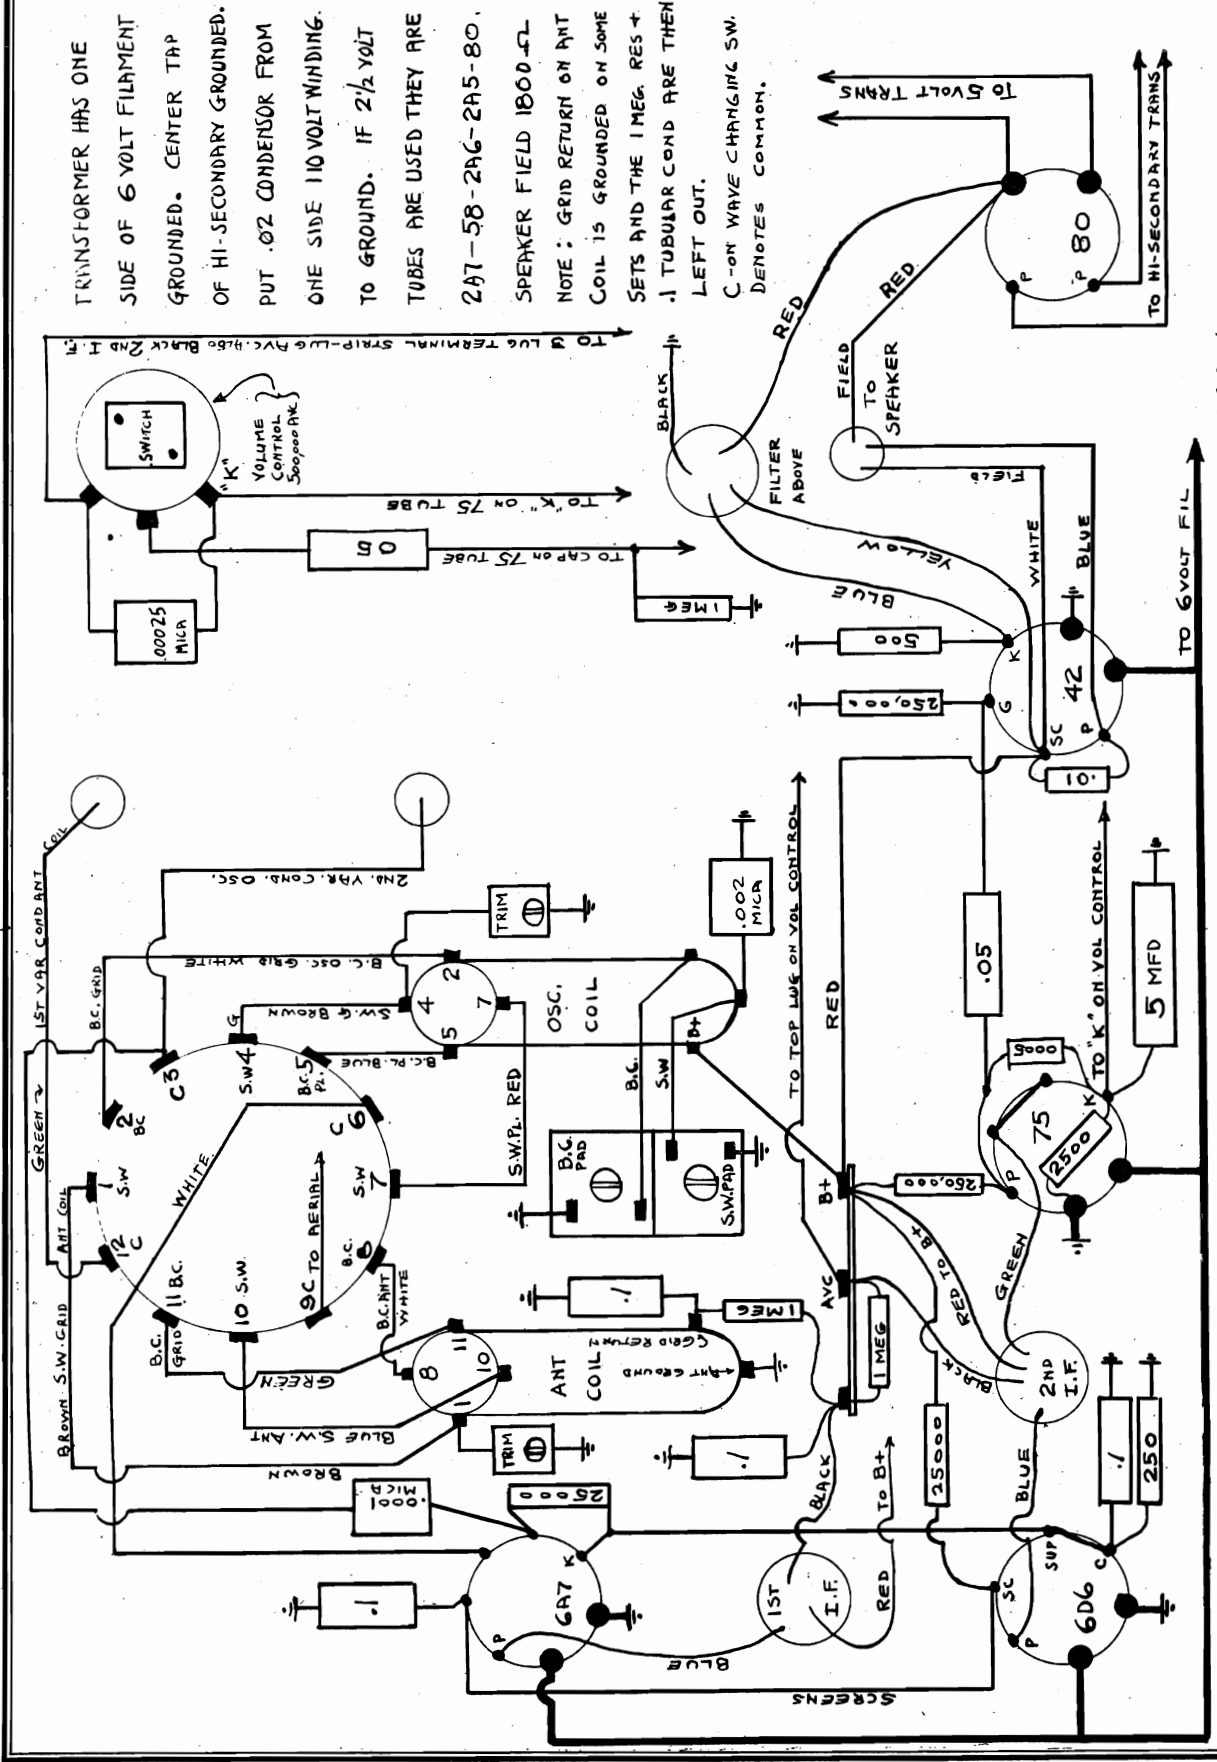 TRANSFORMER HAS ONE
SIDE OF 6 VOLT FILAMENT
GROUNDED. CENTER TAP
OF HI-SECONDARY GROUNDED.
PUT .02 CONDENSOR FROM
ONE SIDE 110 VOLT WINDING.
TO GROUND. IF 2½ VOLT
TUBES ARE USED THEY ARE
2A7-58-2A6-2A5-80.
SPEAKER FIELD 1800Ω
NOTE: GRID RETURN ON ANT
COIL IS GROUNDED ON SOME
SETS AND THE 1 MEG. RES +
.1 TUBULAR COND ARE THEN
LEFT OUT.
C-ON WAVE CHANGING SW.
DENOTES COMMON.
SWITCH
VOLUME
CONTROL
500,000 AVC
"K"
.00025
MICA
TO 3 LUG TERMINAL STRIP-LUG AVC. ALSO BLACK 2ND I.F.
TO "K" ON 75 TUBE
05
TO CAP ON 75 TUBE
1 MEG
BLACK
FILTER
ABOVE
RED
RED
YELLOW
BLUE
FIELD
TO
SPEAKER
FIELD
WHITE
BLUE
TO 5 VOLT TRANS
80
P
P
TO HI-SECONDARY TRANS
500
250,000
K
G
SC
P
42
.01
TO 6 VOLT FIL
COIL
1ST VAR COND ANT
2ND. VAR. COND. OSC.
GREEN
B.C. GRID
B.C. OSC. GRID WHITE
S.W.G BROWN
G
B.C. PL. BLUE
TRIM
2
4
5
7
OSC.
COIL
B+
.002
MICA
1
S.W
2
BC
C 3
S.W 4
B.C. 5
PL.
C
6
S.W
7
B.C.
8
9C TO AERIAL
10 S.W
11 B.C.
12
C
WHITE
ANT COIL
BROWN S.W. GRID
B.C.
GRID
GREEN
BLUE S.W. ANT
BROWN
B.C. ANT
WHITE
S.W. PL. RED
B.C.
S.W
B.C.
PAD
S.W. PAD
11
8
10
1
ANT
COIL
GRID RETURN
ANT GROUND
TRIM
.1
1 MEG
.1
TO TOP LUG ON VOL CONTROL
RED
B+
AVC
1 MEG
250,000
.05
.0005
75
2500
P
K
TO "K" ON VOL CONTROL
5 MFD
GREEN
RED TO B+
BLACK
2ND
I.F.
BLUE
25000
.1
250
.0001
MICA
25000
.1
6A7
P
K
BLUE
BLACK
1ST
I.F.
RED
TO B+
SCREENS
SC
SUP
C
P
6D6